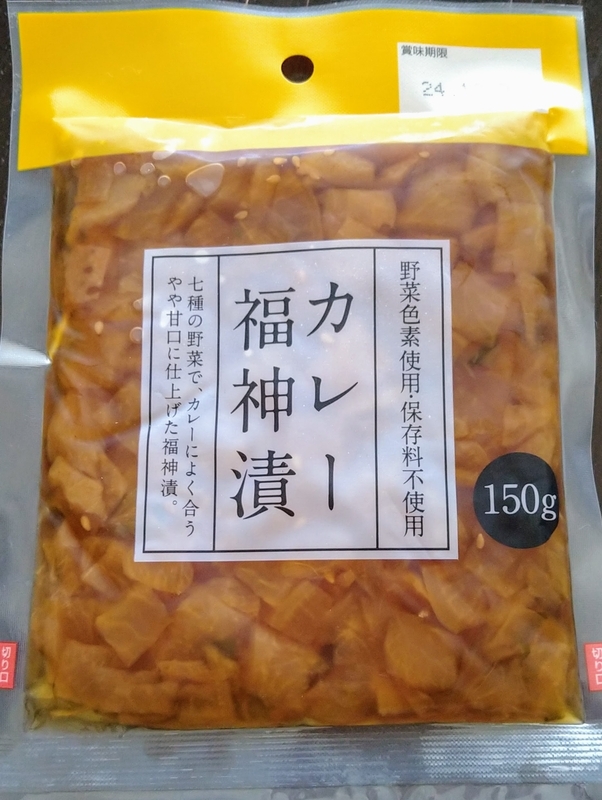 賞味期限
24.
野菜色素使用・保存料不使用
カレー
福神漬
七種の野菜で、カレーによく合う
やや甘口に仕上げた福神漬。
150g
切り口
切り口